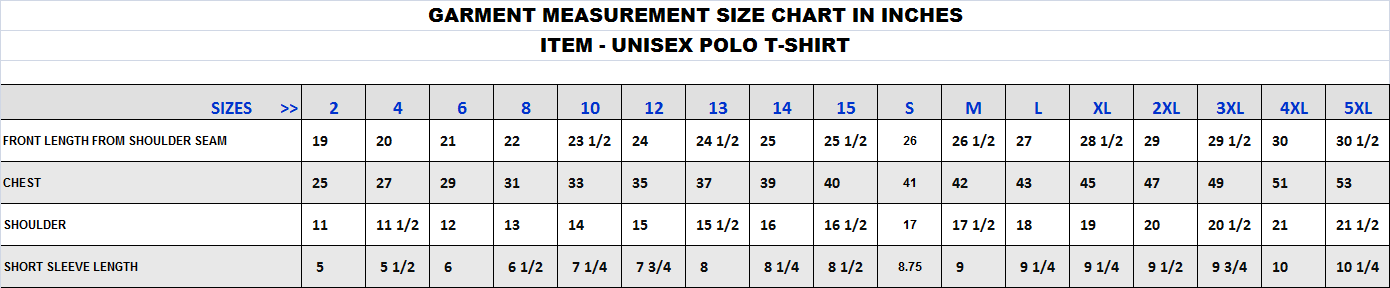 GARMENT MEASUREMENT SIZE CHART IN INCHES
ITEM - UNISEX POLO T-SHIRT
SIZES >> 2 4 6 8 10 12 13 14 15 S M L XL 2XL 3XL 4XL 5XL
FRONT LENGTH FROM SHOULDER SEAM 19 20 21 22 23 1/2 24 24 1/2 25 25 1/2 26 26 1/2 27 28 1/2 29 29 1/2 30 30 1/2
CHEST 25 27 29 31 33 35 37 39 40 41 42 43 45 47 49 51 53
SHOULDER 11 11 1/2 12 13 14 15 15 1/2 16 16 1/2 17 17 1/2 18 19 20 20 1/2 21 21 1/2
SHORT SLEEVE LENGTH 5 5 1/2 6 6 1/2 7 1/4 7 3/4 8 8 1/4 8 1/2 8.75 9 9 1/4 9 1/4 9 1/2 9 3/4 10 10 1/4